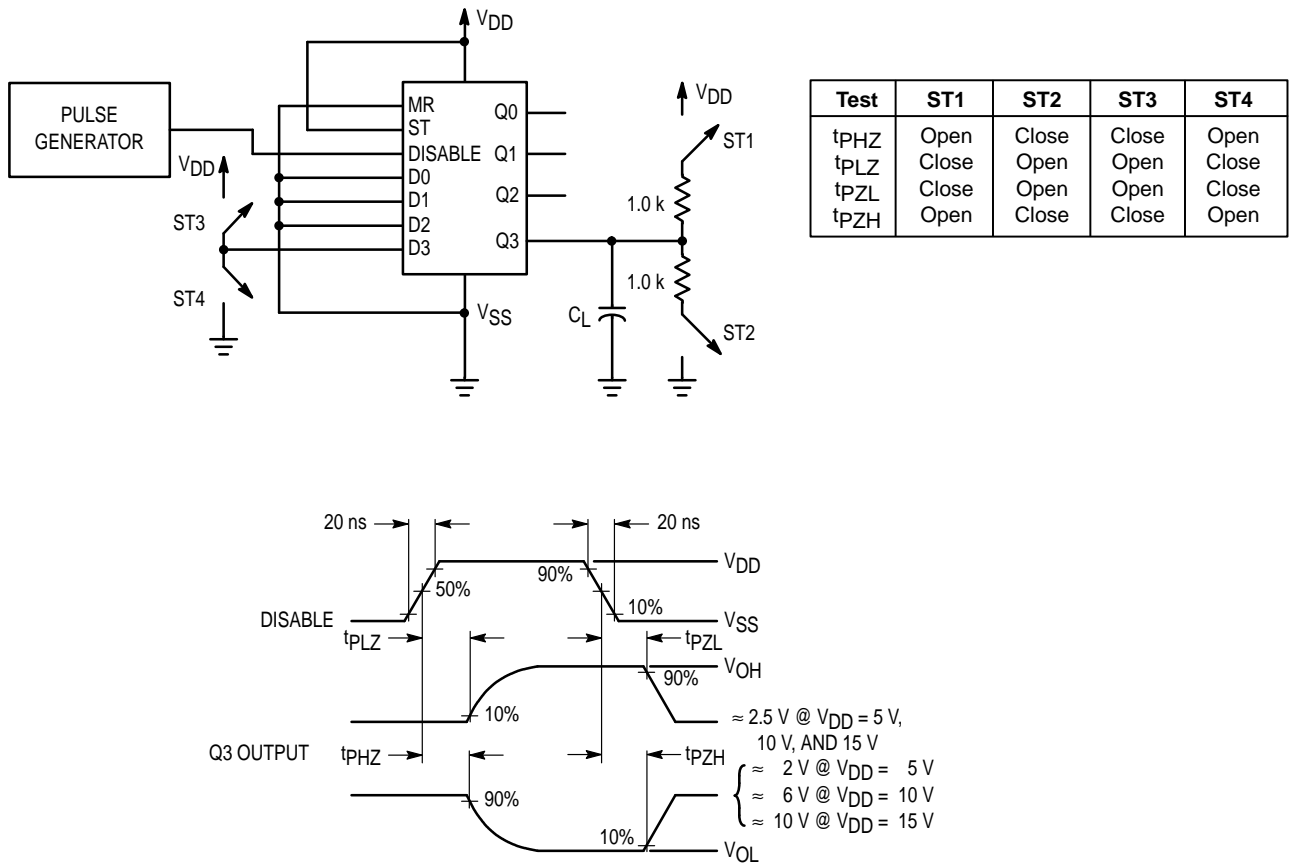 VDD
PULSE
GENERATOR
VDD
ST3
ST4
MR
ST
DISABLE
D0
D1
D2
D3
Q0
Q1
Q2
Q3
VSS
CL
VDD
ST1
1.0 k
1.0 k
ST2
Test ST1 ST2 ST3 ST4
tPHZ Open Close Close Open
tPLZ Close Open Open Close
tPZL Close Open Open Close
tPZH Open Close Close Open
20 ns
20 ns
VDD
90%
50%
10%
DISABLE
VSS
tPLZ
tPZL
VOH
90%
10%
≈ 2.5 V @ VDD = 5 V,
10 V, AND 15 V
Q3 OUTPUT
tPHZ
tPZH
≈ 2 V @ VDD = 5 V
≈ 6 V @ VDD = 10 V
≈ 10 V @ VDD = 15 V
90%
10%
VOL